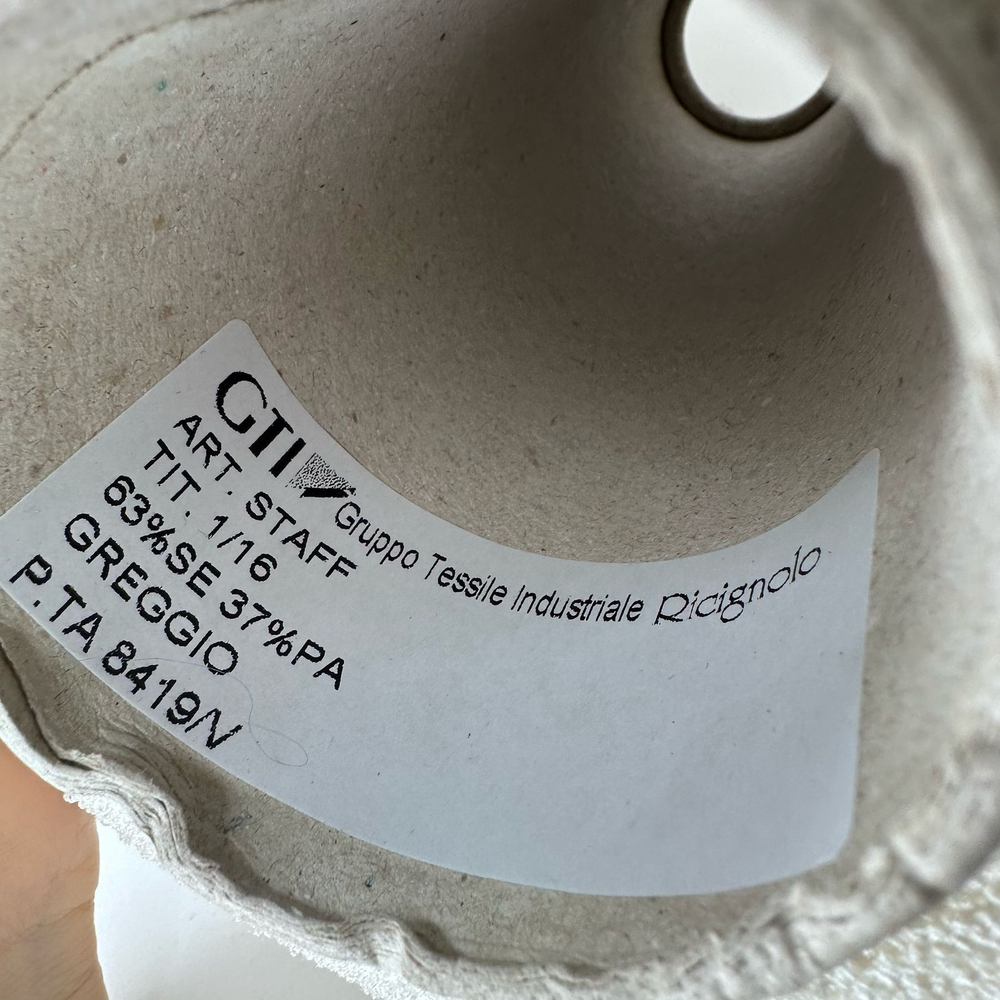 GTI Gruppo Tessile Industriale Ricignolo
ART. STAFF
TIT. 1/16
63%SE 37%PA
GREGGIO
P.TA 8419/V